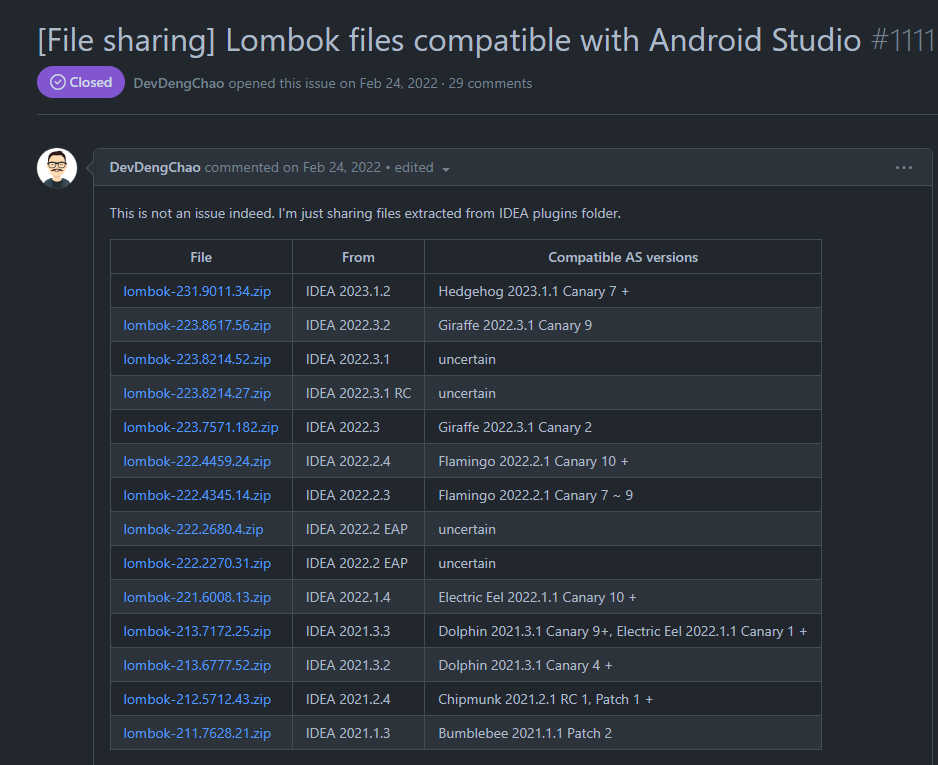 [File sharing] Lombok files compatible with Android Studio #1111
Closed DevDengChao opened this issue on Feb 24, 2022 · 29 comments
DevDengChao commented on Feb 24, 2022 • edited
This is not an issue indeed. I'm just sharing files extracted from IDEA plugins folder.
File From Compatible AS versions
lombok-231.9011.34.zip IDEA 2023.1.2 Hedgehog 2023.1.1 Canary 7 +
lombok-223.8617.56.zip IDEA 2022.3.2 Giraffe 2022.3.1 Canary 9
lombok-223.8214.52.zip IDEA 2022.3.1 uncertain
lombok-223.8214.27.zip IDEA 2022.3.1 RC uncertain
lombok-223.7571.182.zip IDEA 2022.3 Giraffe 2022.3.1 Canary 2
lombok-222.4459.24.zip IDEA 2022.2.4 Flamingo 2022.2.1 Canary 10 +
lombok-222.4345.14.zip IDEA 2022.2.3 Flamingo 2022.2.1 Canary 7 ~ 9
lombok-222.2680.4.zip IDEA 2022.2 EAP uncertain
lombok-222.2270.31.zip IDEA 2022.2 EAP uncertain
lombok-221.6008.13.zip IDEA 2022.1.4 Electric Eel 2022.1.1 Canary 10 +
lombok-213.7172.25.zip IDEA 2021.3.3 Dolphin 2021.3.1 Canary 9+, Electric Eel 2022.1.1 Canary 1 +
lombok-213.6777.52.zip IDEA 2021.3.2 Dolphin 2021.3.1 Canary 4 +
lombok-212.5712.43.zip IDEA 2021.2.4 Chipmunk 2021.2.1 RC 1, Patch 1 +
lombok-211.7628.21.zip IDEA 2021.1.3 Bumblebee 2021.1.1 Patch 2